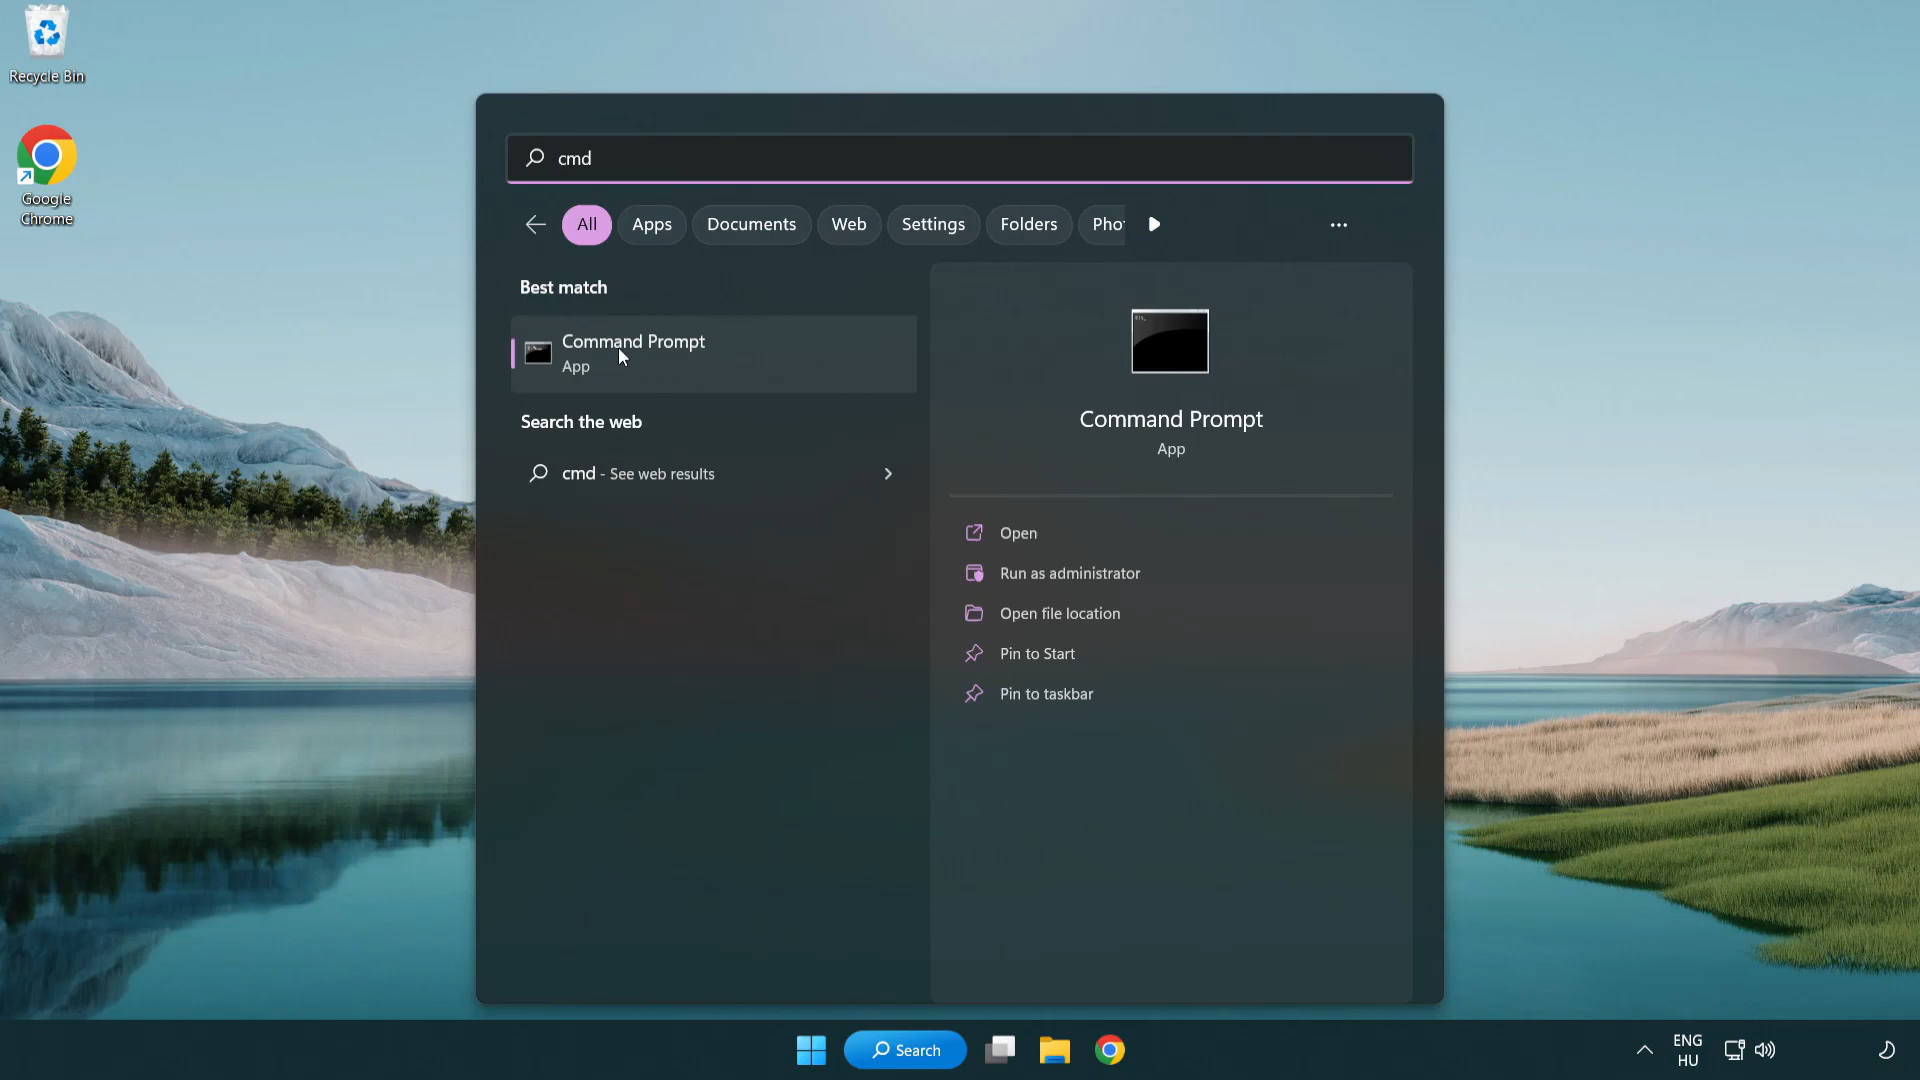 Recycle Bin
Google
Chrome
cmd
All
Apps
Documents
Web
Settings
Folders
Pho
Best match
Command Prompt
App
Search the web
cmd - See web results
Command Prompt
App
Open
Run as administrator
Open file location
Pin to Start
Pin to taskbar
Search
ENG
HU